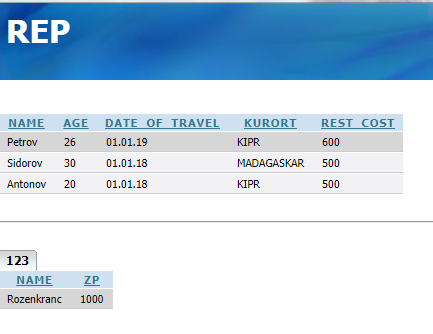 REP
NAME AGE DATE OF TRAVEL KURORT REST COST
Petrov 26 01.01.19 KIPR 600
Sidorov 30 01.01.18 MADAGASKAR 500
Antonov 20 01.01.18 KIPR 500
123
NAME ZP
Rozenkranc 1000